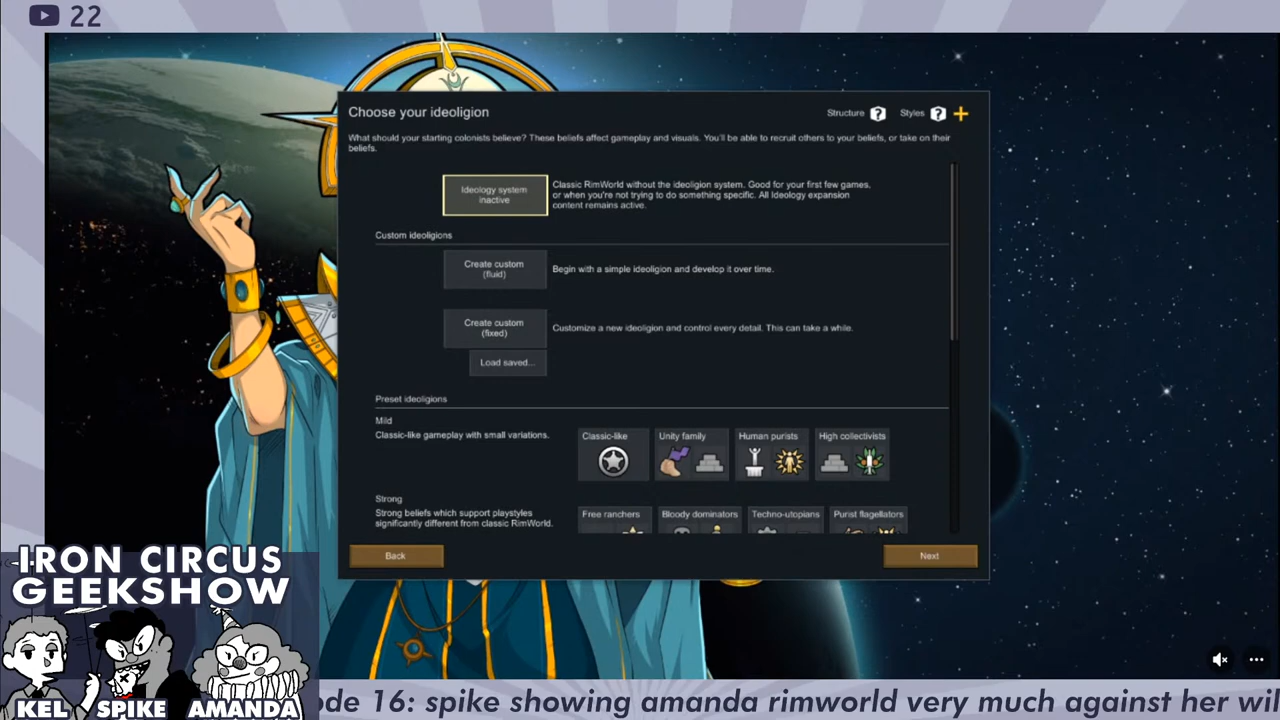 22
Choose your ideoligion
Structure ?
Styles ?
What should your starting colonists believe? These beliefs affect gameplay and visuals. You'll be able to recruit others to your beliefs, or take on their
beliefs.
Ideology system
inactive
Classic RimWorld without the ideoligion system. Good for your first few games,
or when you're not trying to do something specific. All Ideology expansion
content remains active.
Custom ideoligions
Create custom
(fluid)
Begin with a simple ideoligion and develop it over time.
Create custom
(fixed)
Customize a new ideoligion and control every detail. This can take a while.
Load saved...
Preset ideoligions
Mild
Classic-like gameplay with small variations.
Classic-like
Unity family
Human purists
High collectivists
Strong
Strong beliefs which support playstyles
significantly different from classic RimWorld.
Free ranchers
Bloody dominators
Techno-utopians
Purist flagellators
Back
Next
IRON CIRCUS
GEEKSHOW
KEL
SPIKE
AMANDA
ode 16: spike showing amanda rimworld very much against her wil